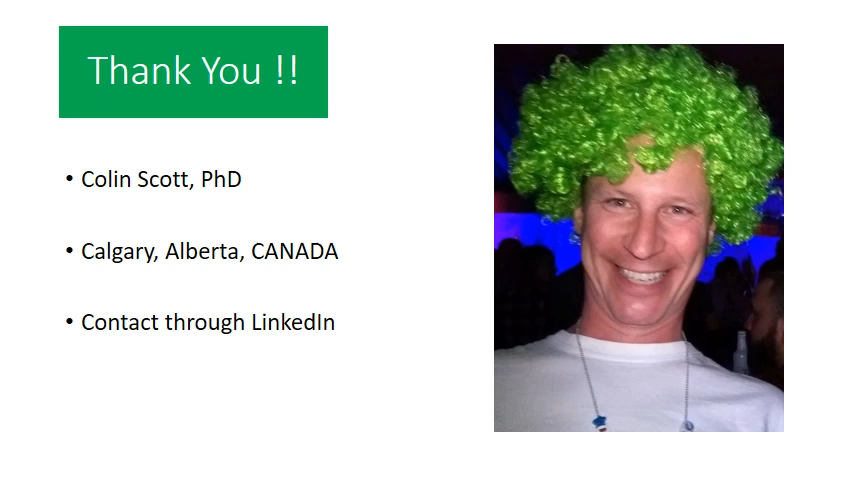 Thank You !!
• Colin Scott, PhD
• Calgary, Alberta, CANADA
• Contact through LinkedIn